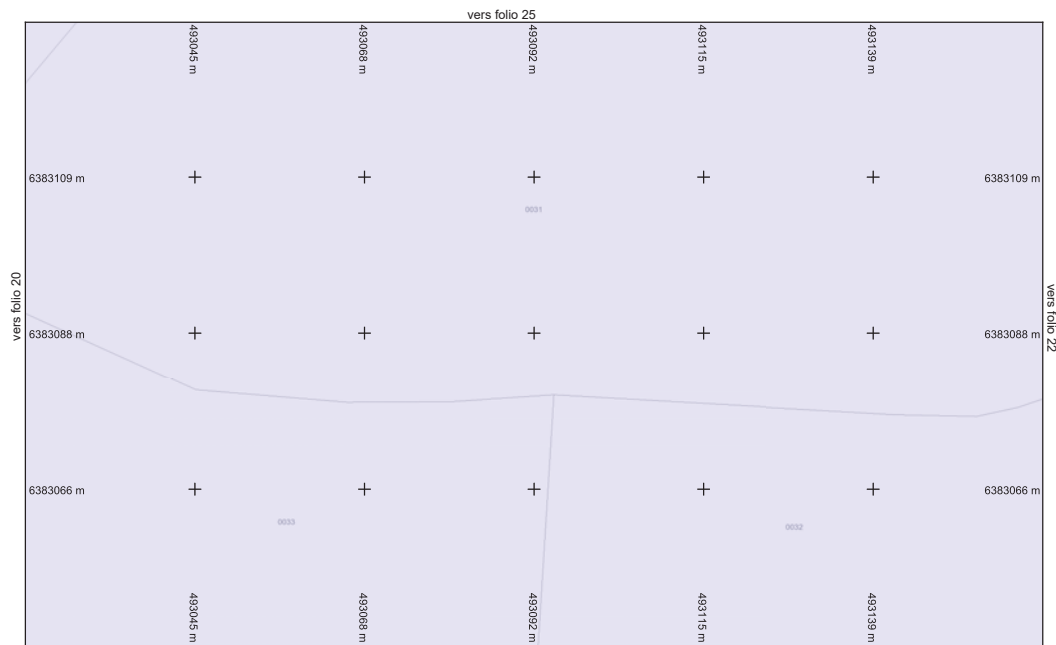 vers folio 25
493045 m
493068 m
493092 m
493115 m
493139 m
6383109 m
6383109 m
0031
vers folio 20
vers folio 22
6383088 m
6383088 m
6383066 m
6383066 m
0033
0032
493045 m
493068 m
493092 m
493115 m
493139 m